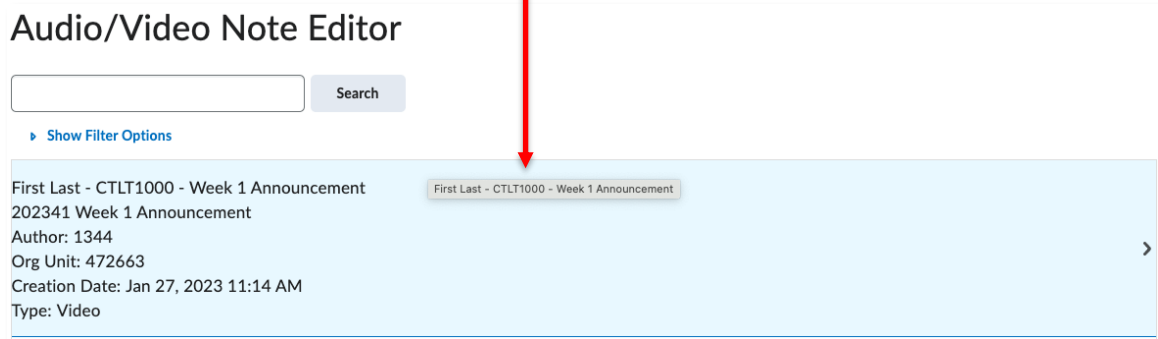 Audio/Video Note Editor
Search
Show Filter Options
First Last - CTLT1000 - Week 1 Announcement
First Last - CTLT1000 - Week 1 Announcement
202341 Week 1 Announcement
Author: 1344
Org Unit: 472663
Creation Date: Jan 27, 2023 11:14 AM
Type: Video